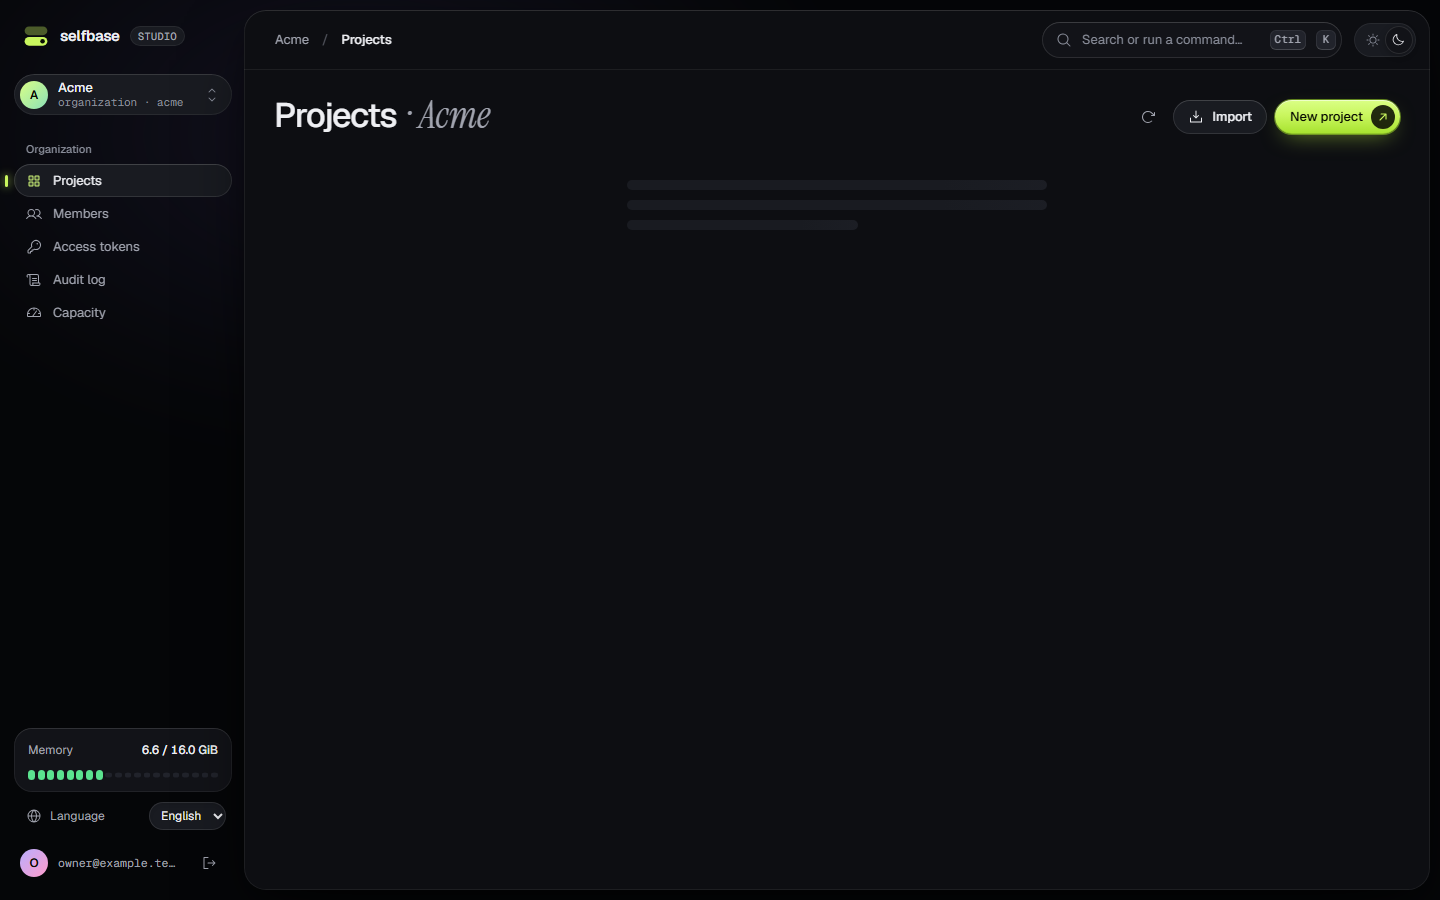 selfbase STUDIO
Acme / Projects
Search or run a command... Ctrl K
A Acme
organization · acme
Projects · Acme
Import
New project
Organization
Projects
Members
Access tokens
Audit log
Capacity
Memory 6.6 / 16.0 GiB
Language English
O owner@example.te…